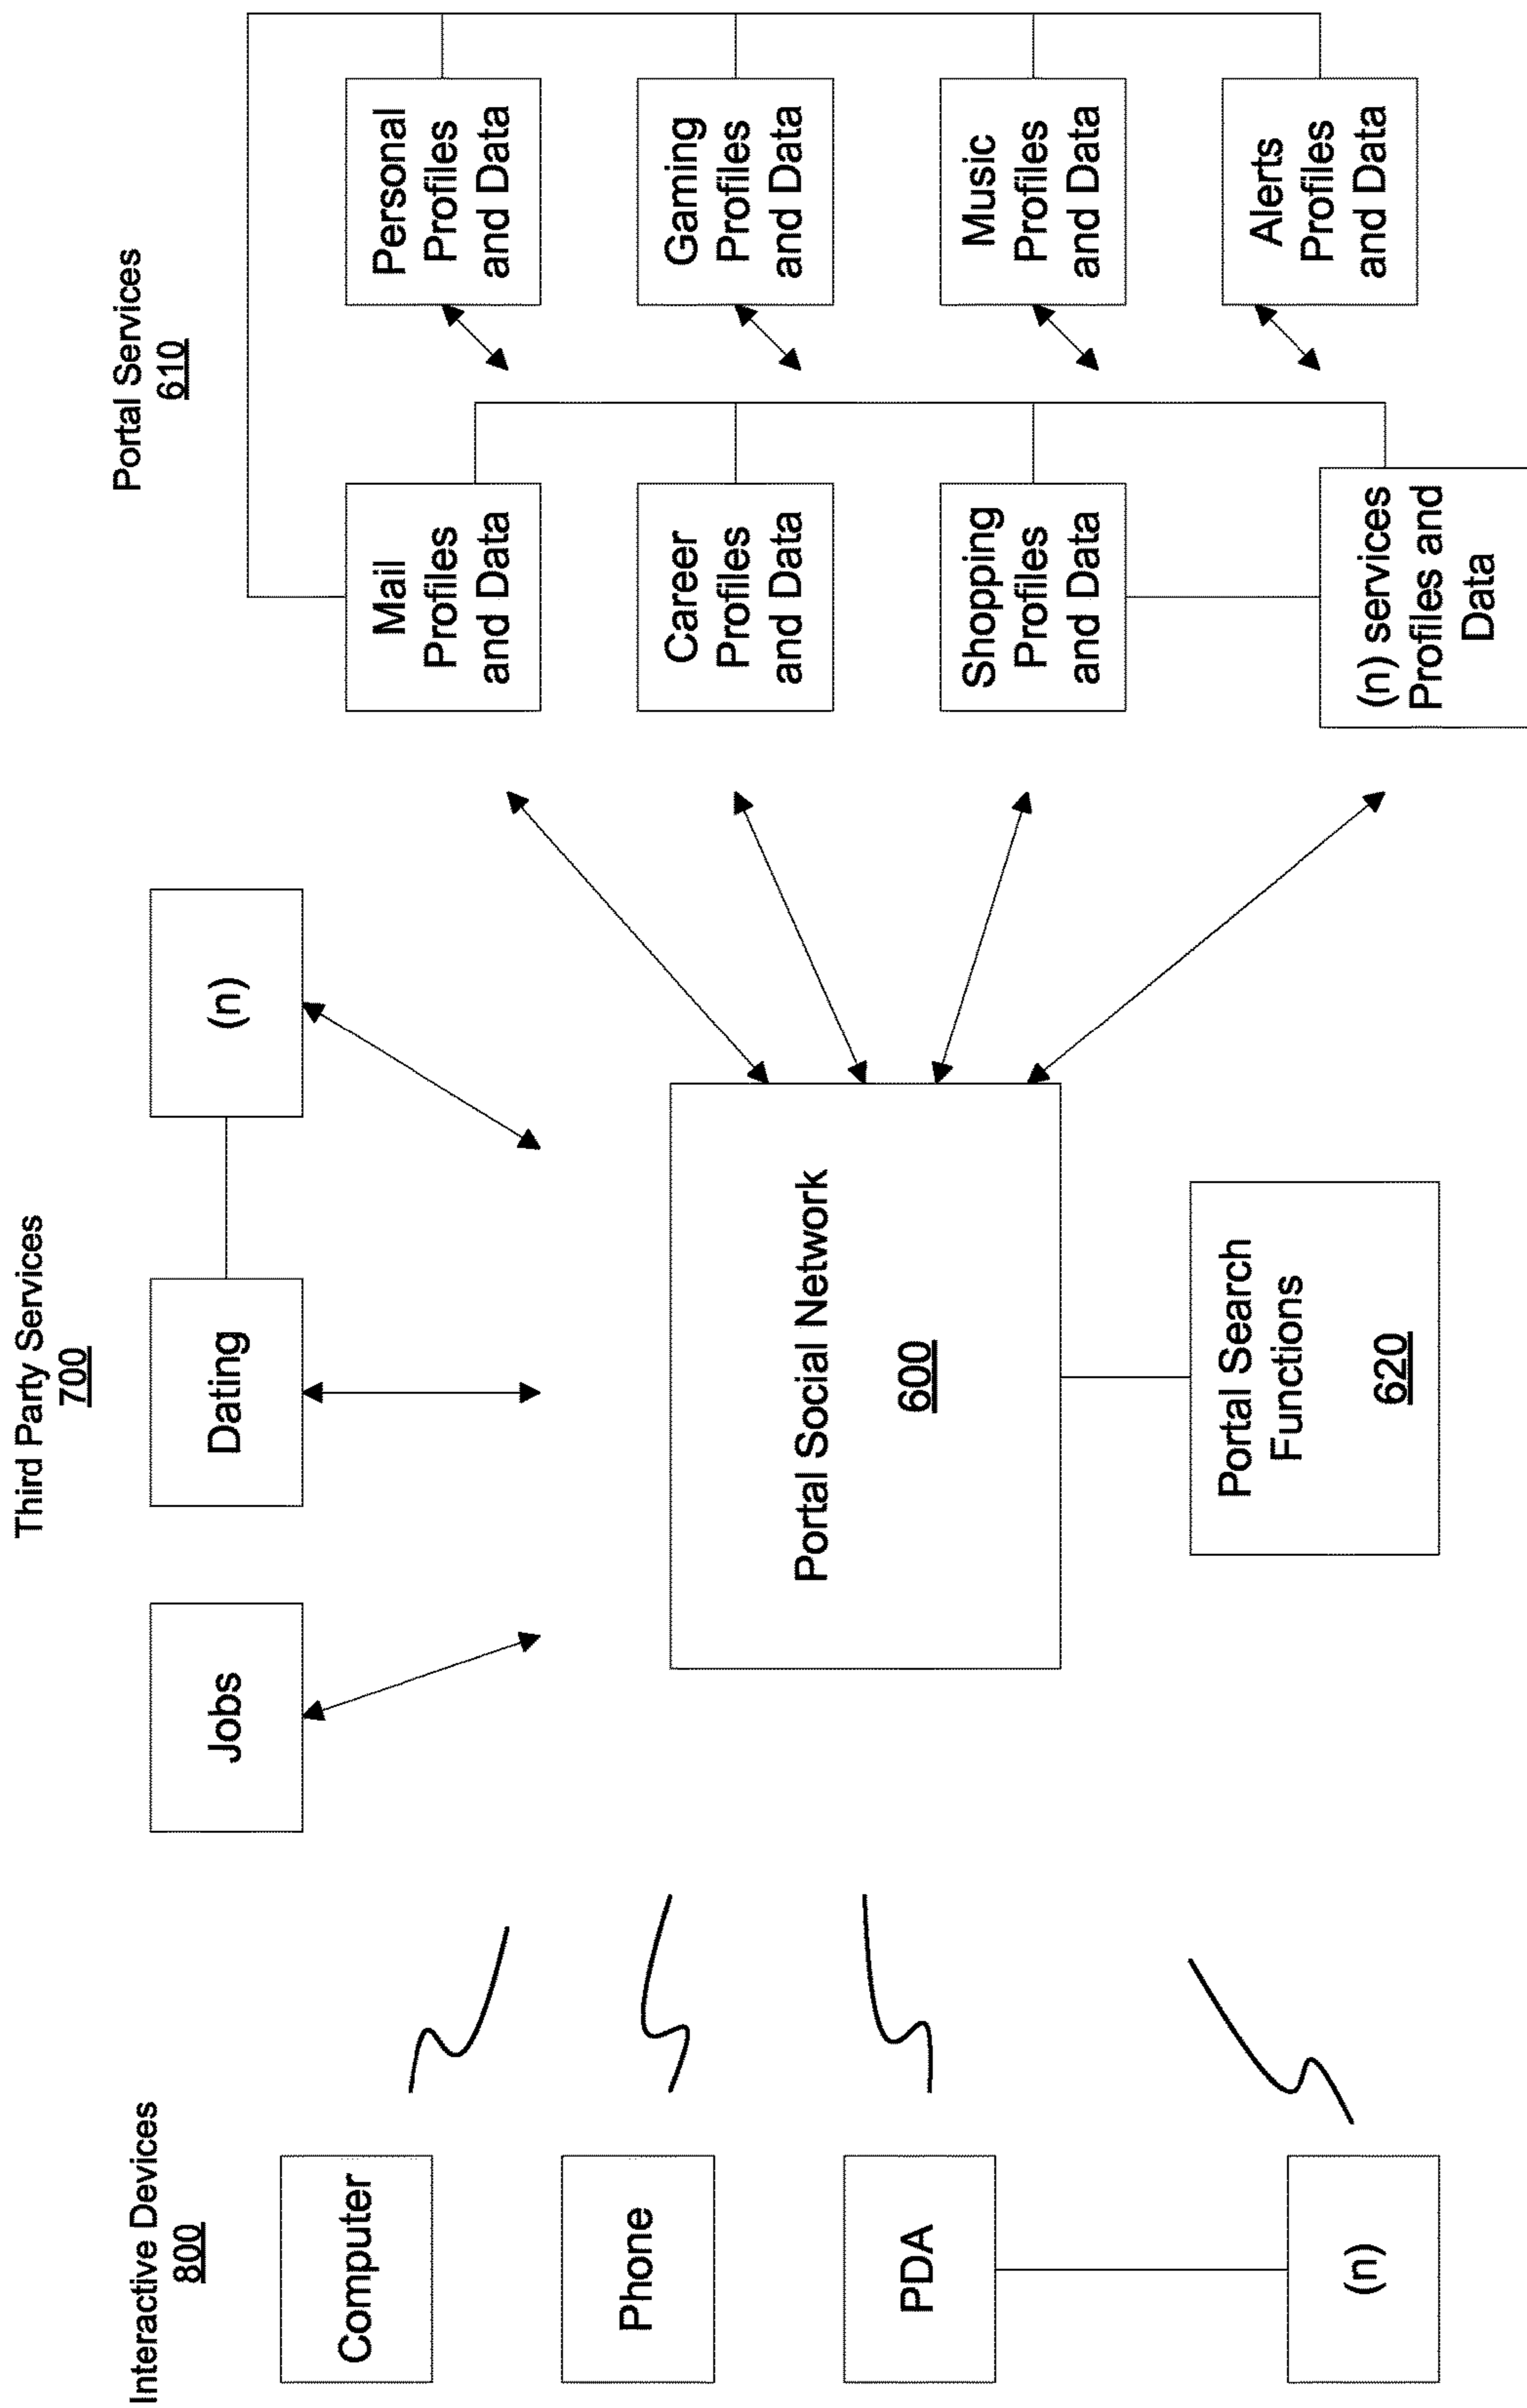 Interactive Devices
800
Computer
Phone
PDA
(n)
Third Party Services
700
Jobs
Dating
(n)
Portal Social Network
600
Portal Search
Functions
620
Portal Services
610
Mail
Profiles
and Data
Career
Profiles
and Data
Shopping
Profiles
and Data
(n) services
Profiles and
Data
Personal
Profiles
and Data
Gaming
Profiles
and Data
Music
Profiles
and Data
Alerts
Profiles
and Data